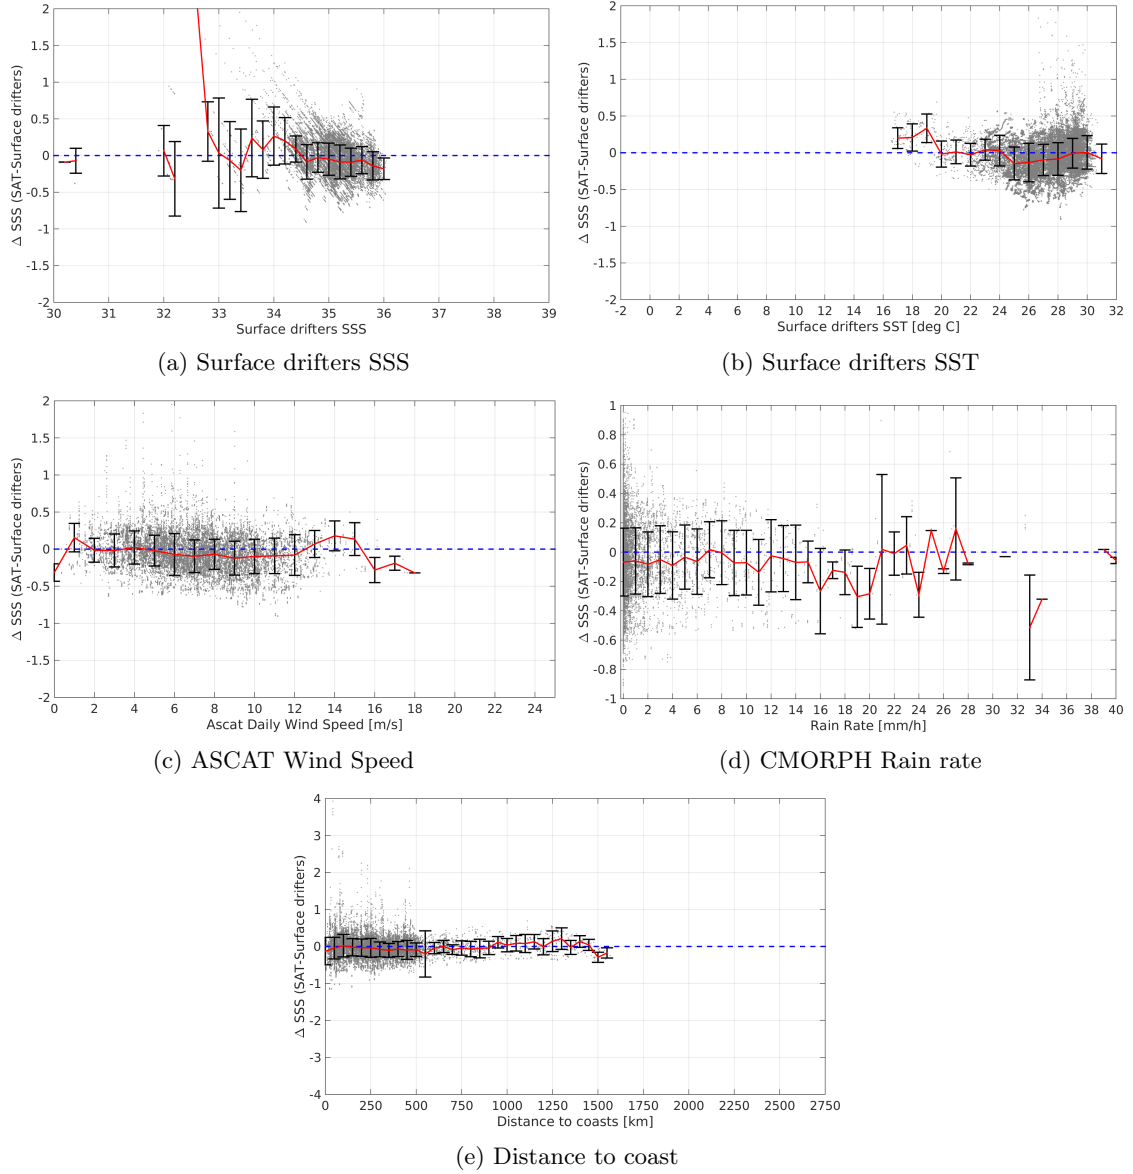 2
1.5
1
0.5
0
-0.5
-1
-1.5
-2
Δ SSS (SAT-Surface drifters)
30 31 32 33 34 35 36 37 38 39
Surface drifters SSS
(a) Surface drifters SSS
2
1.5
1
0.5
0
-0.5
-1
-1.5
-2
Δ SSS (SAT-Surface drifters)
-2 0 2 4 6 8 10 12 14 16 18 20 22 24 26 28 30 32
Surface drifters SST [deg C]
(b) Surface drifters SST
2
1.5
1
0.5
0
-0.5
-1
-1.5
-2
Δ SSS (SAT-Surface drifters)
0 2 4 6 8 10 12 14 16 18 20 22 24
Ascat Daily Wind Speed [m/s]
(c) ASCAT Wind Speed
1
0.8
0.6
0.4
0.2
0
-0.2
-0.4
-0.6
-0.8
-1
Δ SSS (SAT-Surface drifters)
0 2 4 6 8 10 12 14 16 18 20 22 24 26 28 30 32 34 36 38 40
Rain Rate [mm/h]
(d) CMORPH Rain rate
4
3
2
1
0
-1
-2
-3
-4
Δ SSS (SAT-Surface drifters)
0 250 500 750 1000 1250 1500 1750 2000 2250 2500 2750
Distance to coasts [km]
(e) Distance to coast